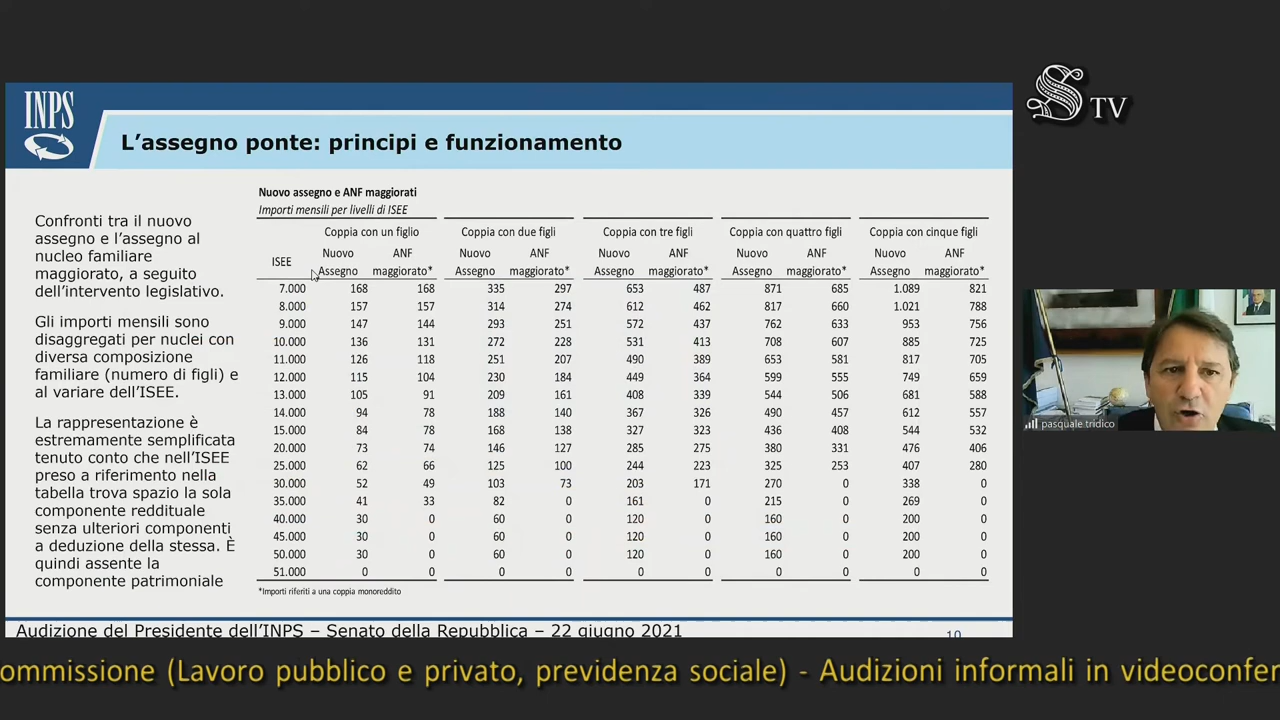 INPS
L’assegno ponte: principi e funzionamento
S TV
Confronti tra il nuovo
assegno e l’assegno al
nucleo familiare
maggiorato, a seguito
dell’intervento legislativo.
Gli importi mensili sono
disaggregati per nuclei con
diversa composizione
familiare (numero di figli) e
al variare dell’ISEE.
La rappresentazione è
estremamente semplificata
tenuto conto che nell’ISEE
preso a riferimento nella
tabella trova spazio la sola
componente reddituale
senza ulteriori componenti
a deduzione della stessa. È
quindi assente la
componente patrimoniale
Nuovo assegno e ANF maggiorati
Importi mensili per livelli di ISEE
Coppia con un figlio Coppia con due figli Coppia con tre figli Coppia con quattro figli Coppia con cinque figli
ISEE
Nuovo ANF Nuovo ANF Nuovo ANF Nuovo ANF Nuovo ANF
Assegno maggiorato* Assegno maggiorato* Assegno maggiorato* Assegno maggiorato* Assegno maggiorato*
7.000 168 168 335 297 653 487 871 685 1.089 821
8.000 157 157 314 274 612 462 817 660 1.021 788
9.000 147 144 293 251 572 437 762 633 953 756
10.000 136 131 272 228 531 413 708 607 885 725
11.000 126 118 251 207 490 389 653 581 817 705
12.000 115 104 230 184 449 364 599 555 749 659
13.000 105 91 209 161 408 339 544 506 681 588
14.000 94 78 188 140 367 326 490 457 612 557
15.000 84 78 168 138 327 323 436 408 544 532
20.000 73 74 146 127 285 275 380 331 476 406
25.000 62 66 125 100 244 223 325 253 407 280
30.000 52 49 103 73 203 171 270 0 338 0
35.000 41 33 82 0 161 0 215 0 269 0
40.000 30 0 60 0 120 0 160 0 200 0
45.000 30 0 60 0 120 0 160 0 200 0
50.000 30 0 60 0 120 0 160 0 200 0
51.000 0 0 0 0 0 0 0 0 0 0
*Importi riferiti a una coppia monoreddito
pasquale tridico
Audizione del Presidente dell’INPS – Senato della Repubblica – 22 giugno 2021
10
ommissione (Lavoro pubblico e privato, previdenza sociale) - Audizioni informali in videoconfer